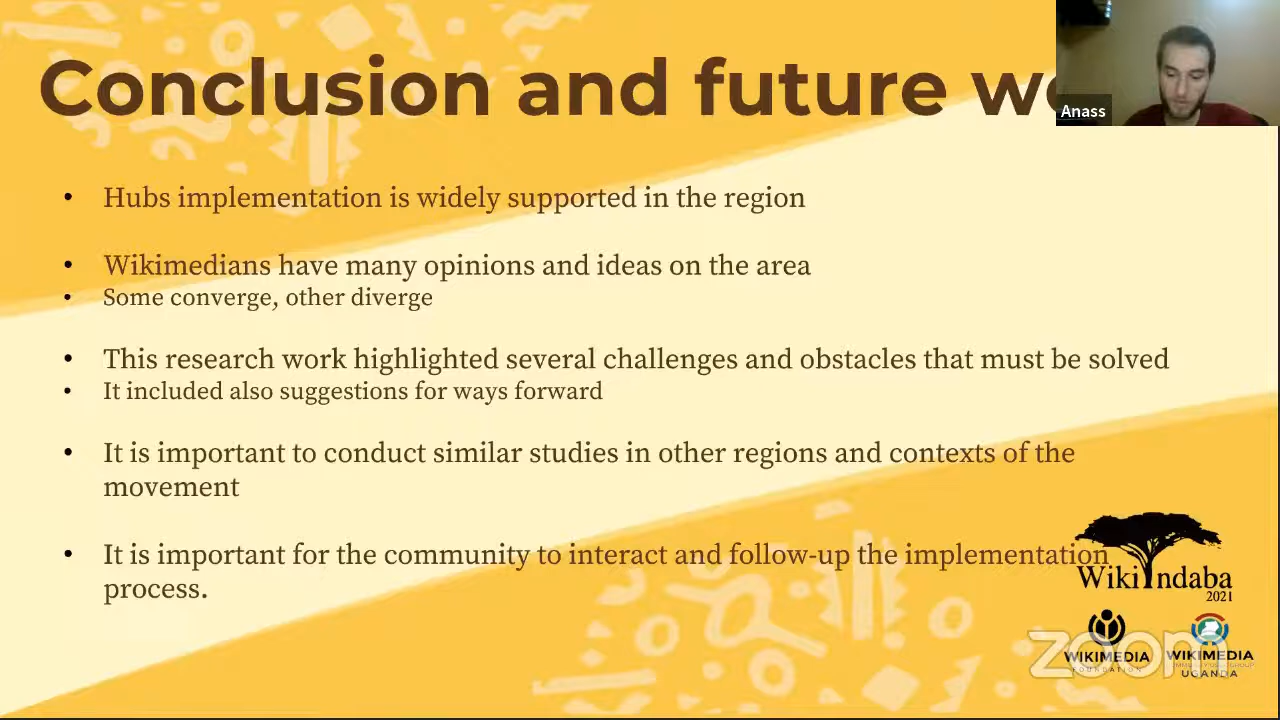 Conclusion and future wo
Anass
• Hubs implementation is widely supported in the region
• Wikimedians have many opinions and ideas on the area
• Some converge, other diverge
• This research work highlighted several challenges and obstacles that must be solved
• It included also suggestions for ways forward
• It is important to conduct similar studies in other regions and contexts of the
movement
• It is important for the community to interact and follow-up the implementation
process.
WikiIndaba
2021
zoom
WIKIMEDIA
FOUNDATION
WIKIMEDIA
UGANDA